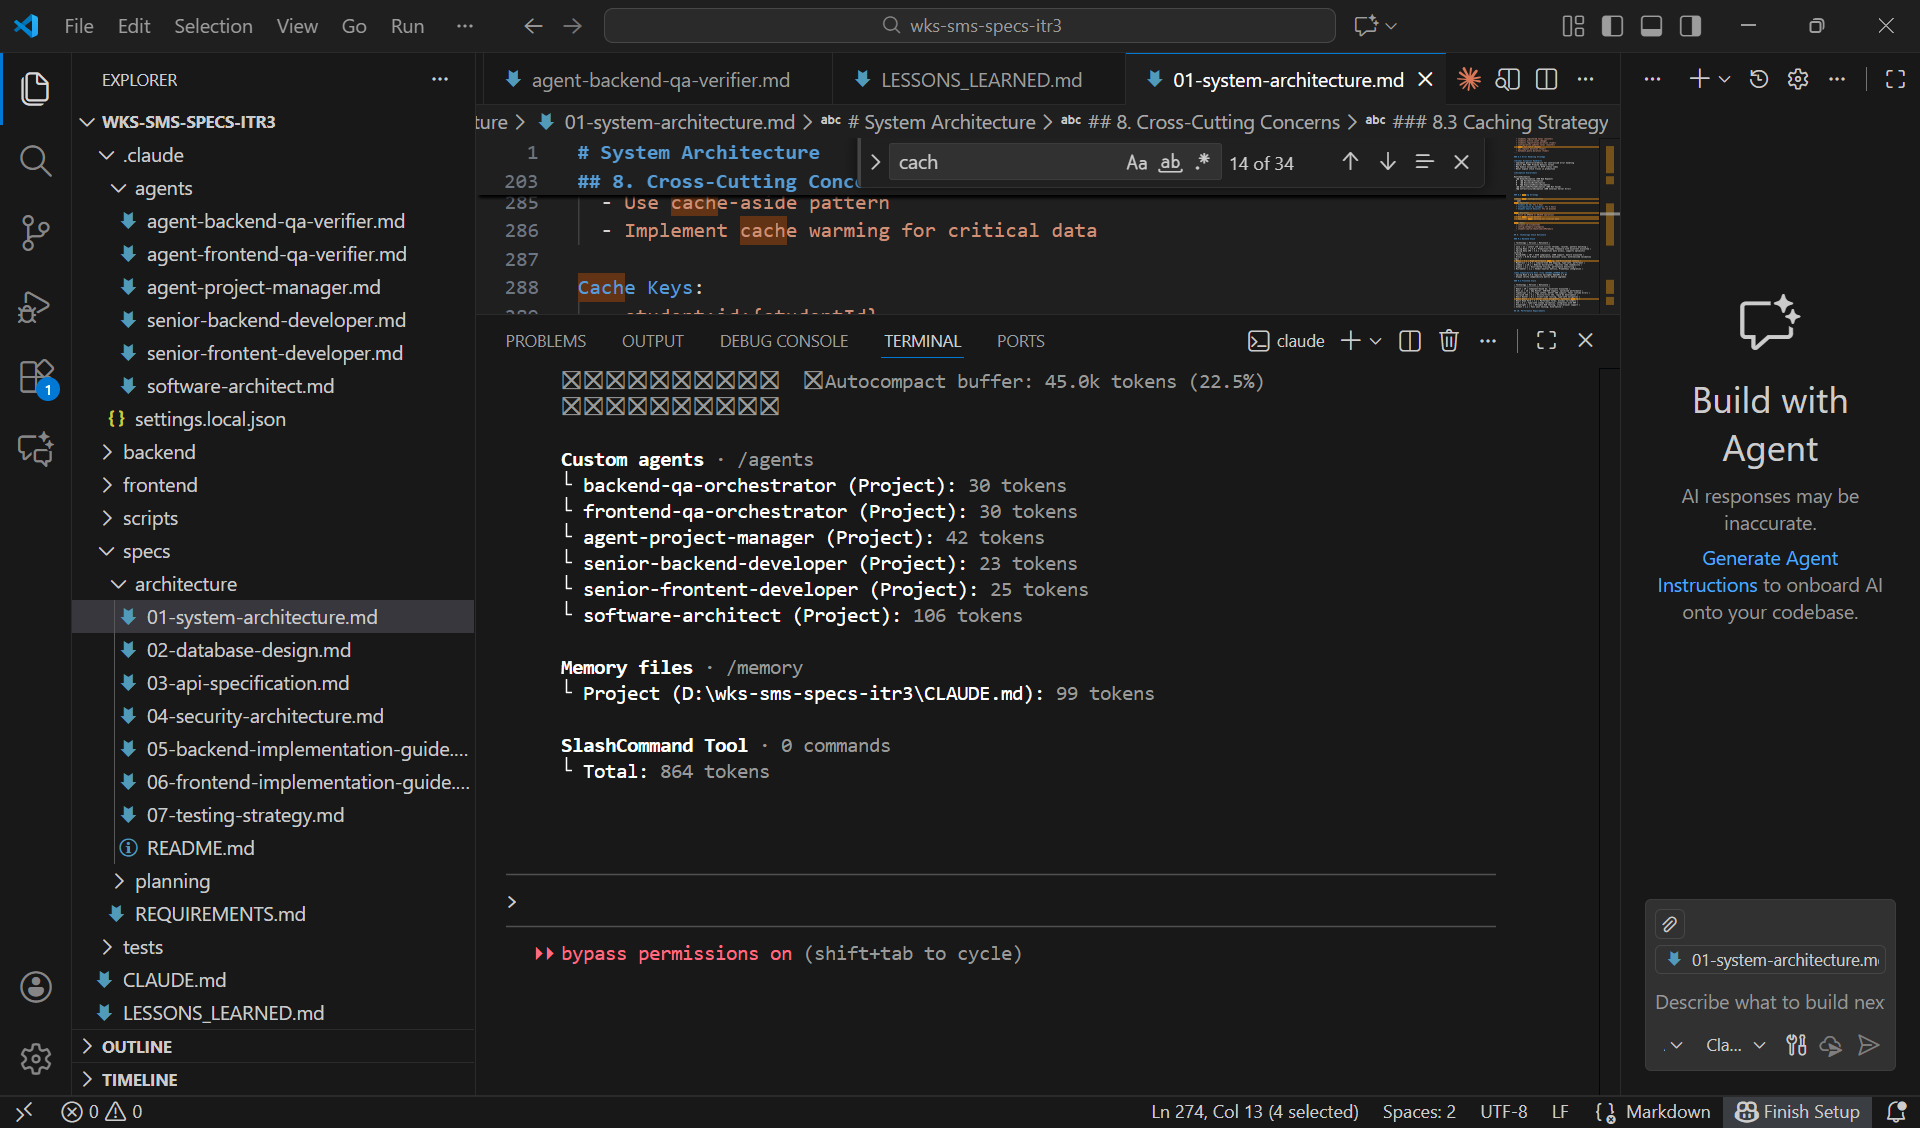 File Edit Selection View Go Run ···
wks-sms-specs-itr3
EXPLORER ···
WKS-SMS-SPECS-ITR3
.claude
agents
agent-backend-qa-verifier.md
agent-frontend-qa-verifier.md
agent-project-manager.md
senior-backend-developer.md
senior-frontent-developer.md
software-architect.md
{} settings.local.json
backend
frontend
scripts
specs
architecture
01-system-architecture.md
02-database-design.md
03-api-specification.md
04-security-architecture.md
05-backend-implementation-guide....
06-frontend-implementation-guide....
07-testing-strategy.md
README.md
planning
REQUIREMENTS.md
tests
CLAUDE.md
LESSONS_LEARNED.md
OUTLINE
TIMELINE
1
agent-backend-qa-verifier.md LESSONS_LEARNED.md 01-system-architecture.md
ture > 01-system-architecture.md > abc # System Architecture > abc ## 8. Cross-Cutting Concerns > abc ### 8.3 Caching Strategy
cach Aa ab .* 14 of 34
1 # System Architecture
203 ## 8. Cross-Cutting Conc
285 - Use cache-aside pattern
286 - Implement cache warming for critical data
287
288 Cache Keys:
289 student:id:{studentId}
PROBLEMS OUTPUT DEBUG CONSOLE TERMINAL PORTS
claude
Autocompact buffer: 45.0k tokens (22.5%)
Custom agents · /agents
└ backend-qa-orchestrator (Project): 30 tokens
└ frontend-qa-orchestrator (Project): 30 tokens
└ agent-project-manager (Project): 42 tokens
└ senior-backend-developer (Project): 23 tokens
└ senior-frontent-developer (Project): 25 tokens
└ software-architect (Project): 106 tokens
Memory files · /memory
└ Project (D:\wks-sms-specs-itr3\CLAUDE.md): 99 tokens
SlashCommand Tool · 0 commands
└ Total: 864 tokens
>
bypass permissions on (shift+tab to cycle)
Build with
Agent
AI responses may be
inaccurate.
Generate Agent
Instructions to onboard AI
onto your codebase.
01-system-architecture.m
Describe what to build nex
Cla...
0 0
Ln 274, Col 13 (4 selected) Spaces: 2 UTF-8 LF Markdown Finish Setup